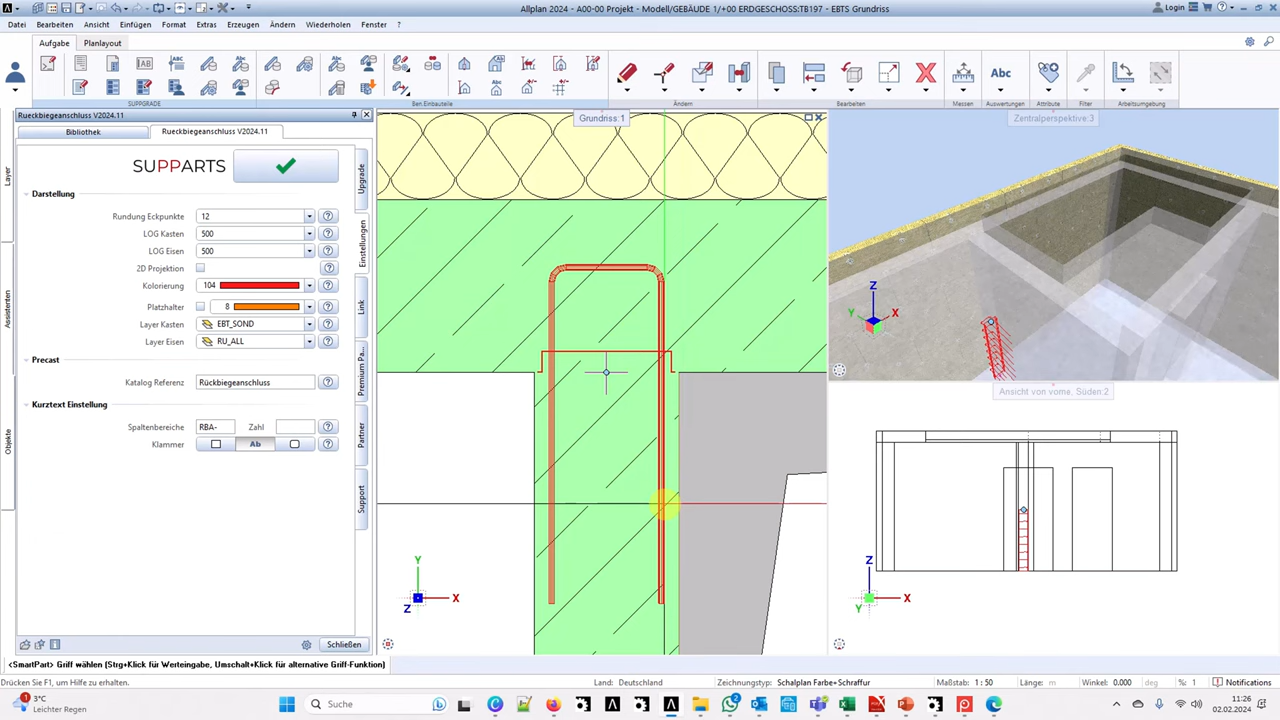 Allplan 2024 - A00-00 Projekt - Modell/GEBÄUDE 1/+00 ERDGESCHOSS:TB197 - EBTS Grundriss
Login
Datei Bearbeiten Ansicht Einfügen Format Extras Erzeugen Ändern Wiederholen Fenster ?
Aufgabe Planlayout
AB
Abc
Abc
SUPPGRADE Ben.Einbauteile Ändern Bearbeiten Messen Auswertungen Attribute Filter Arbeitsumgebung
Rueckbiegeanschluss V2024.11
Bibliothek Rueckbiegeanschluss V2024.11
SUPPARTS
Darstellung
Rundung Eckpunkte 12
LOG Kasten 500
LOG Eisen 500
2D Projektion
Kolorierung 104
Platzhalter 8
Layer Kasten EBT_SOND
Layer Eisen RU_ALL
Precast
Katalog Referenz Rückbiegeanschluss
Kurztext Einstellung
Spaltenbereiche RBA- Zahl
Klammer Ab
Schließen
Layer
Assistenten
Objekte
Upgrade
Einstellungen
Link
Premium Pa...
Partner
Support
Grundriss:1
Y
Z X
Zentralperspektive:3
Z
Y X
Ansicht von vorne, Süden:2
Z
Y X
<SmartPart> Griff wählen (Strg+Klick für Werteingabe, Umschalt+Klick für alternative Griff-Funktion)
Drücken Sie F1, um Hilfe zu erhalten. Land: Deutschland Zeichnungstyp: Schalplan Farbe+Schraffur Maßstab: 1 : 50 Länge: m Winkel: 0.000 deg %: 1 Notifications
3°C
Leichter Regen
Suche
11:26
02.02.2024